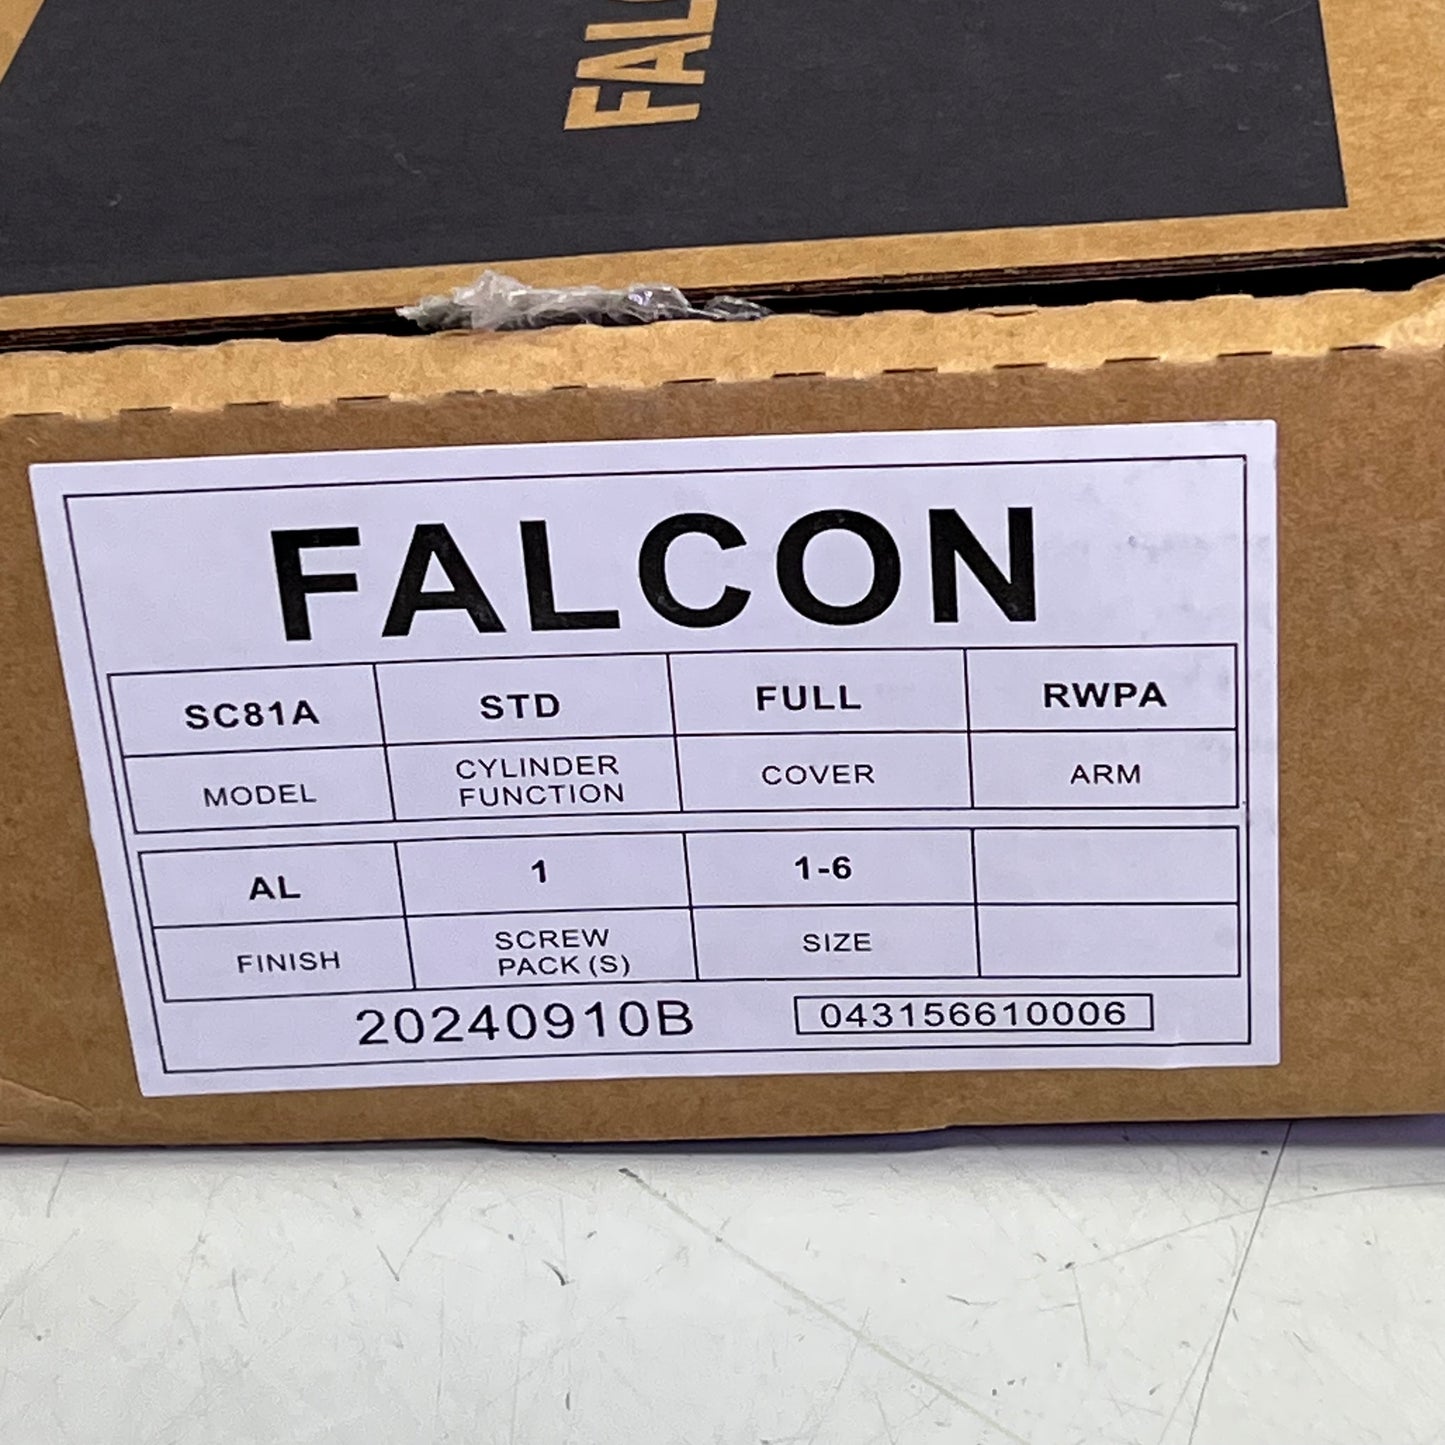 FALC
FALCON
SC81A STD FULL RWPA
MODEL CYLINDER FUNCTION COVER ARM
AL 1 1-6
FINISH SCREW PACK (S) SIZE
20240910B 043156610006